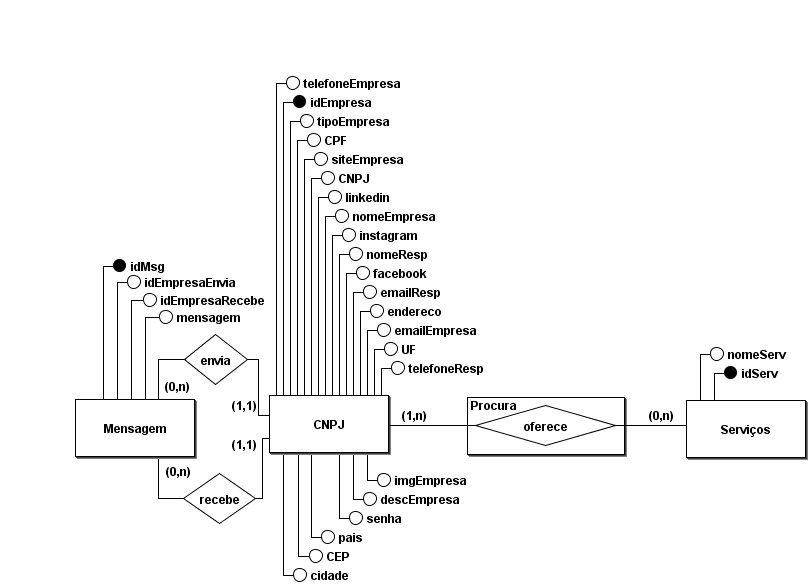 telefoneEmpresa
idEmpresa
tipoEmpresa
CPF
siteEmpresa
CNPJ
linkedin
nomeEmpresa
instagram
nomeResp
facebook
emailResp
endereco
emailEmpresa
UF
telefoneResp
idMsg
idEmpresaEnvia
idEmpresaRecebe
mensagem
envia
(0,n)
(1,1)
Mensagem
CNPJ
(1,1)
(0,n)
recebe
(1,n)
Procura
oferece
(0,n)
nomeServ
idServ
Serviços
imgEmpresa
descEmpresa
senha
pais
CEP
cidade